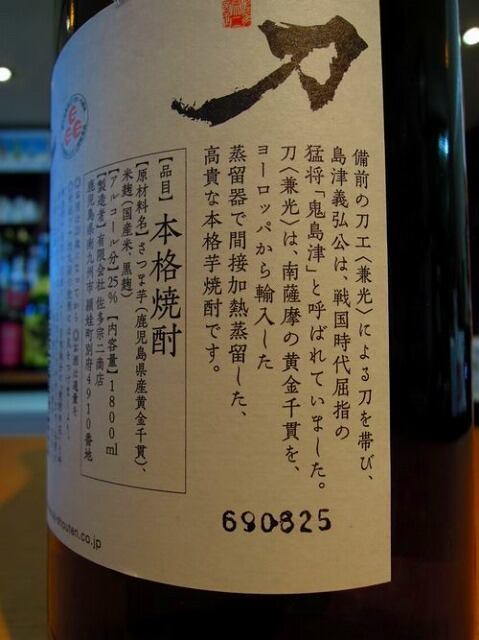 刀
備前の刀工〈兼光〉による刀を帯び、
島津義弘公は、戦国時代屈指の
猛将「鬼島津」と呼ばれていました。
刀〈兼光〉は、南薩摩の黄金千貫を、
ヨーロッパから輸入した
蒸留器で間接加熱蒸留した、
高貴な本格芋焼酎です。
【品目】本格焼酎
【原材料名】さつま芋(鹿児島県産黄金千貫)、
米麹(国産米、黒麹)
【アルコール分】25% 【内容量】1800ml
【製造者】有限会社 佐多宗二商店
鹿児島県南九州市 頴娃町別府4910番地
690825
shouten.co.jp